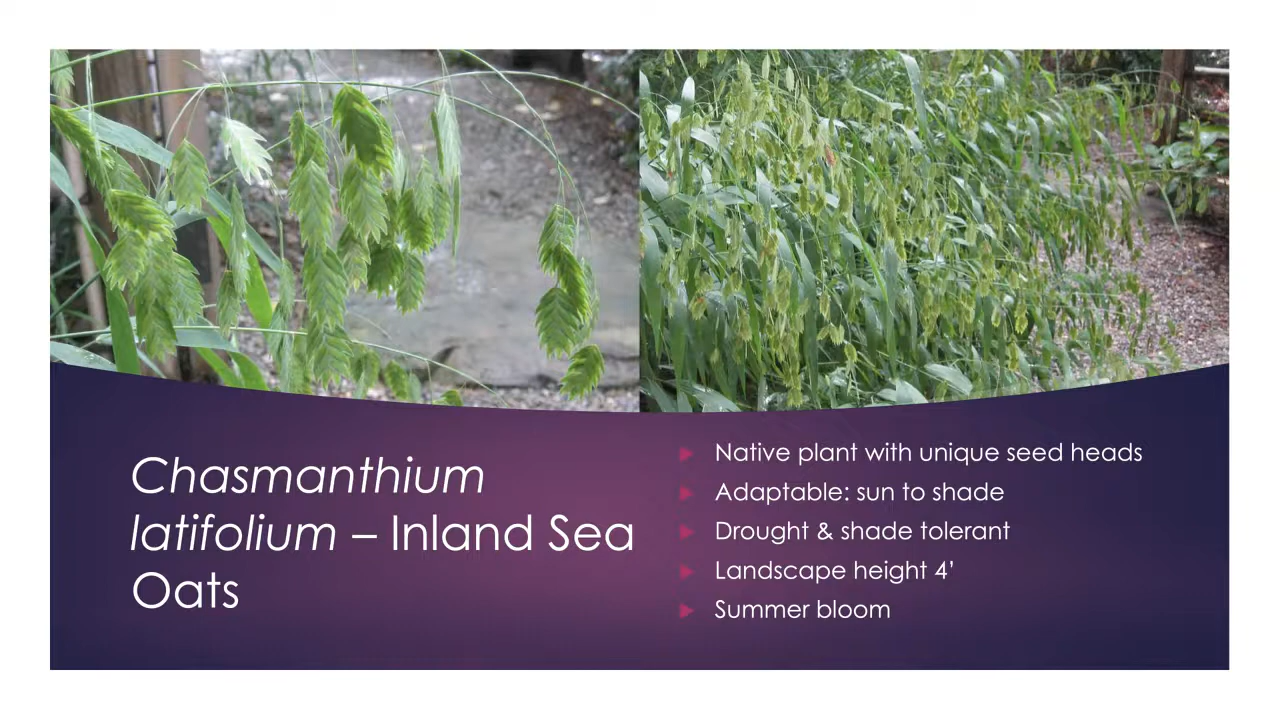 Chasmanthium
latifolium – Inland Sea
Oats
Native plant with unique seed heads
Adaptable: sun to shade
Drought & shade tolerant
Landscape height 4’
Summer bloom